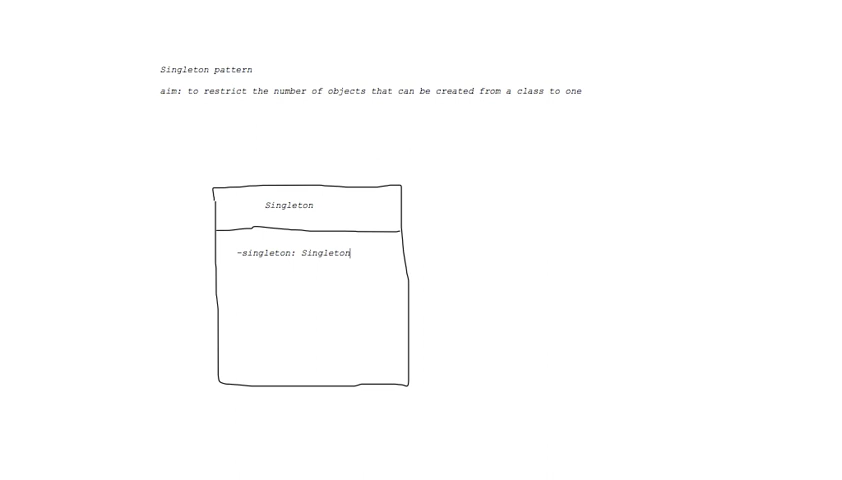 Singleton pattern
aim: to restrict the number of objects that can be created from a class to one
Singleton
-singleton: Singleton